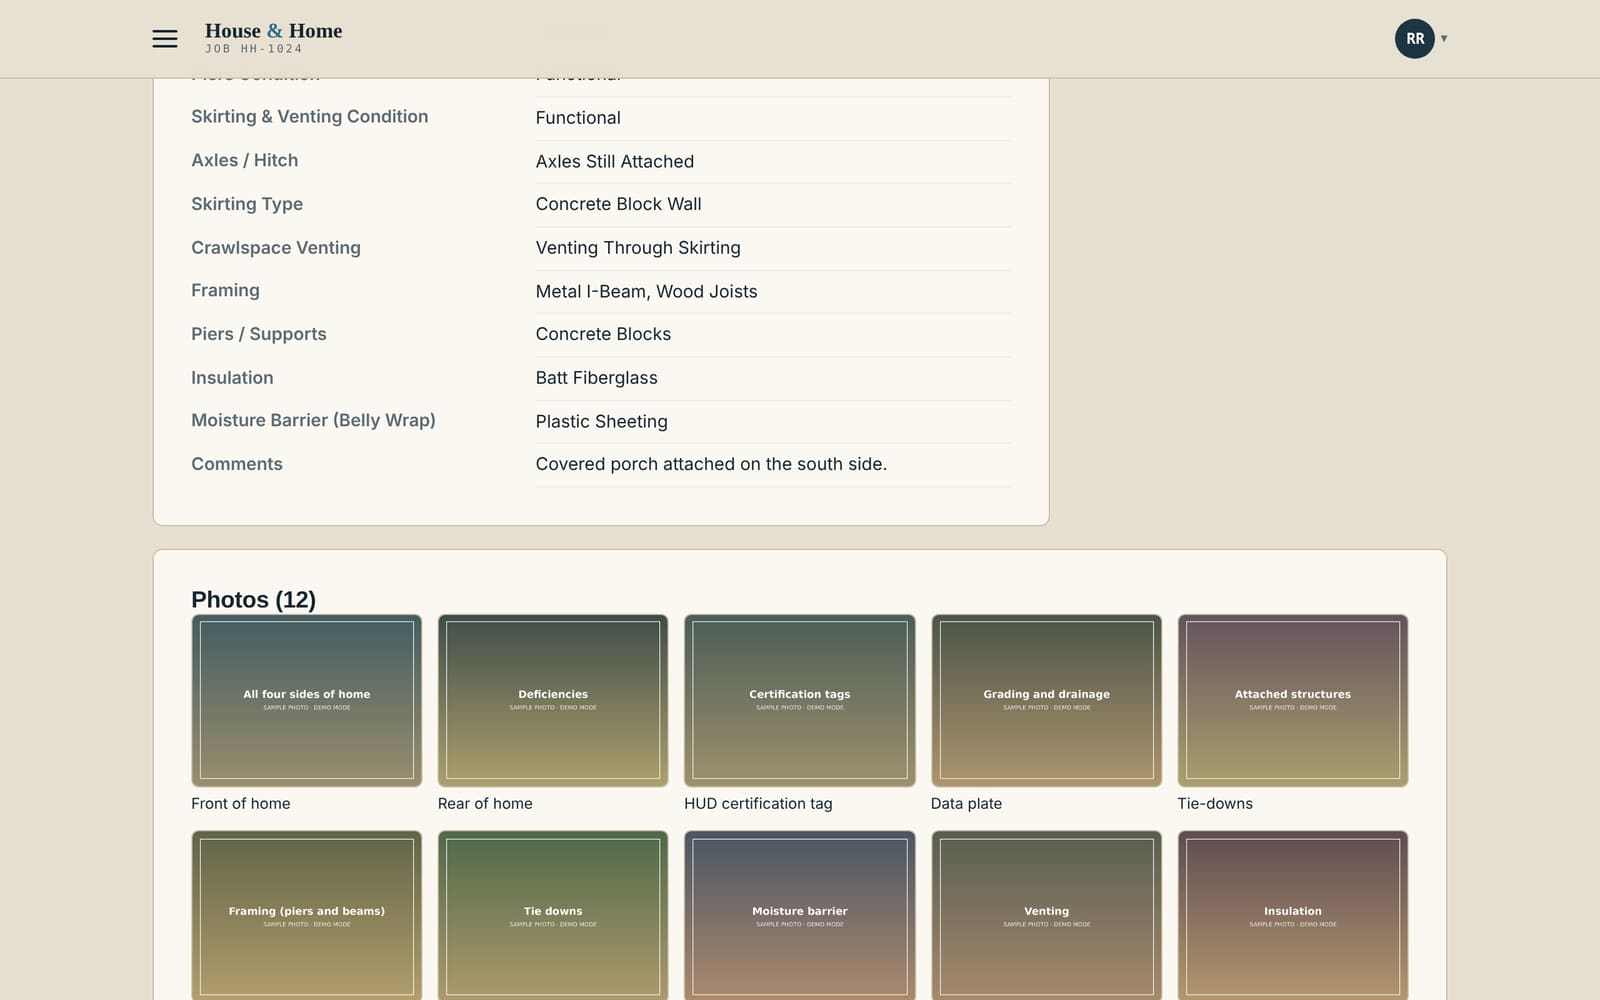 House & Home
JOB HH-1024
RR ▾
Piers Condition Functional
Skirting & Venting Condition Functional
Axles / Hitch Axles Still Attached
Skirting Type Concrete Block Wall
Crawlspace Venting Venting Through Skirting
Framing Metal I-Beam, Wood Joists
Piers / Supports Concrete Blocks
Insulation Batt Fiberglass
Moisture Barrier (Belly Wrap) Plastic Sheeting
Comments Covered porch attached on the south side.
Photos (12)
All four sides of home
SAMPLE PHOTO · DEMO MODE
Deficiencies
SAMPLE PHOTO · DEMO MODE
Certification tags
SAMPLE PHOTO · DEMO MODE
Grading and drainage
SAMPLE PHOTO · DEMO MODE
Attached structures
SAMPLE PHOTO · DEMO MODE
Front of home
Rear of home
HUD certification tag
Data plate
Tie-downs
Framing (piers and beams)
SAMPLE PHOTO · DEMO MODE
Tie downs
SAMPLE PHOTO · DEMO MODE
Moisture barrier
SAMPLE PHOTO · DEMO MODE
Venting
SAMPLE PHOTO · DEMO MODE
Insulation
SAMPLE PHOTO · DEMO MODE